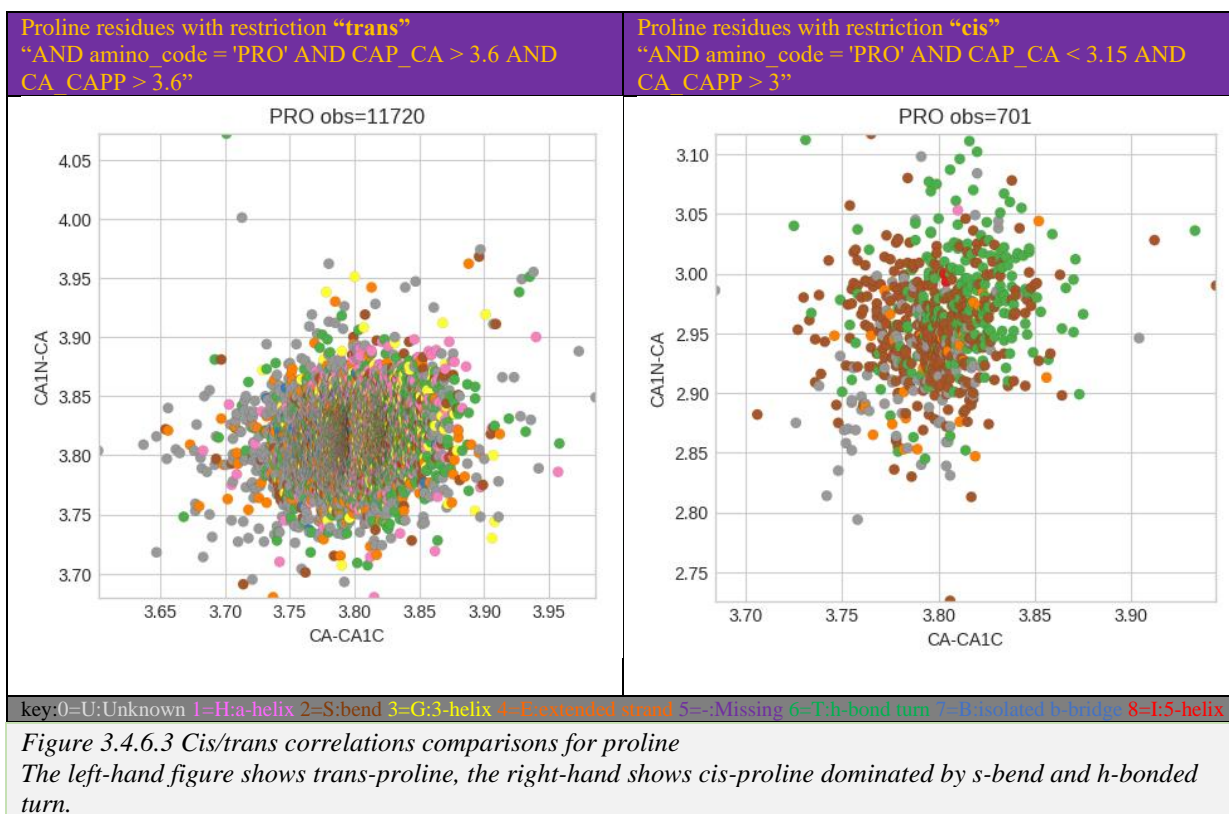 Proline residues with restriction “trans”
“AND amino_code = 'PRO' AND CAP_CA > 3.6 AND
CA_CAPP > 3.6”
Proline residues with restriction “cis”
“AND amino_code = 'PRO' AND CAP_CA < 3.15 AND
CA_CAPP > 3”
PRO obs=11720
4.05
4.00
3.95
3.90
3.85
3.80
3.75
3.70
CA1N-CA
3.65 3.70 3.75 3.80 3.85 3.90 3.95
CA-CA1C
PRO obs=701
3.10
3.05
3.00
2.95
2.90
2.85
2.80
2.75
CA1N-CA
3.70 3.75 3.80 3.85 3.90
CA-CA1C
key:0=U:Unknown 1=H:a-helix 2=S:bend 3=G:3-helix 4=E:extended strand 5=-:Missing 6=T:h-bond turn 7=B:isolated b-bridge 8=I:5-helix
Figure 3.4.6.3 Cis/trans correlations comparisons for proline
The left-hand figure shows trans-proline, the right-hand shows cis-proline dominated by s-bend and h-bonded
turn.